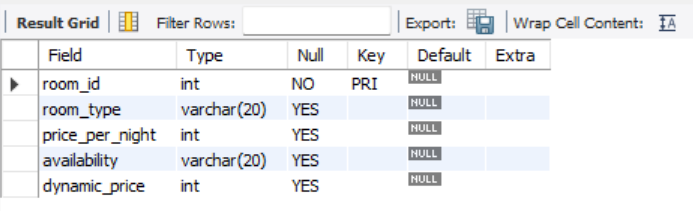 Result Grid Filter Rows: Export: Wrap Cell Content: IA
Field Type Null Key Default Extra
room_id int NO PRI NULL
room_type varchar(20) YES NULL
price_per_night int YES NULL
availability varchar(20) YES NULL
dynamic_price int YES NULL